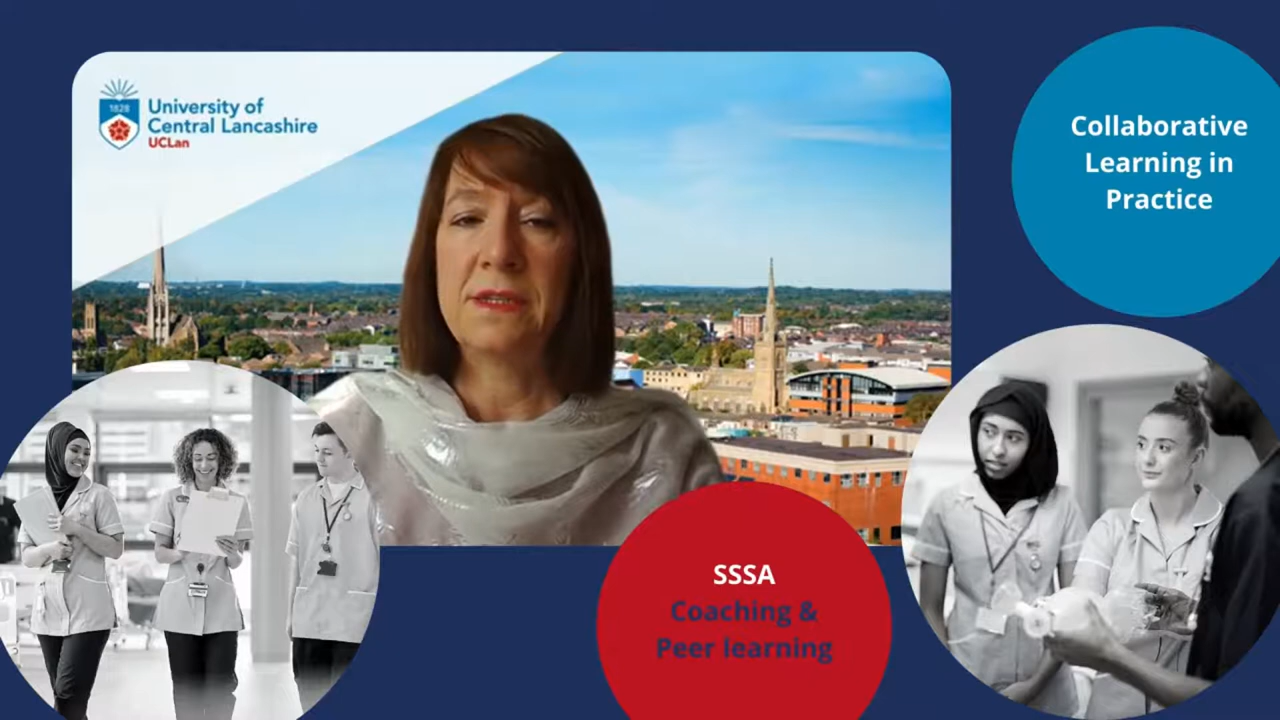 1828
University of
Central Lancashire
UCLan
Collaborative
Learning in
Practice
SSSA
Coaching &
Peer learning